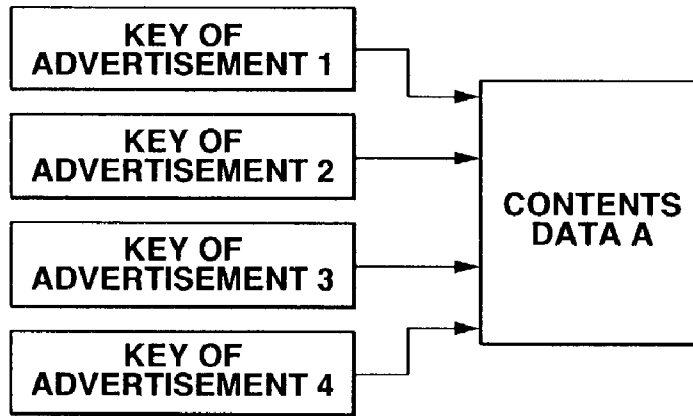 KEY OF
ADVERTISEMENT 1
KEY OF
ADVERTISEMENT 2
KEY OF
ADVERTISEMENT 3
KEY OF
ADVERTISEMENT 4
CONTENTS
DATA A